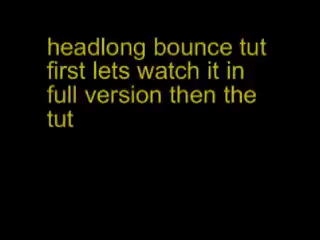 headlong bounce tut
first lets watch it in
full version then the
tut